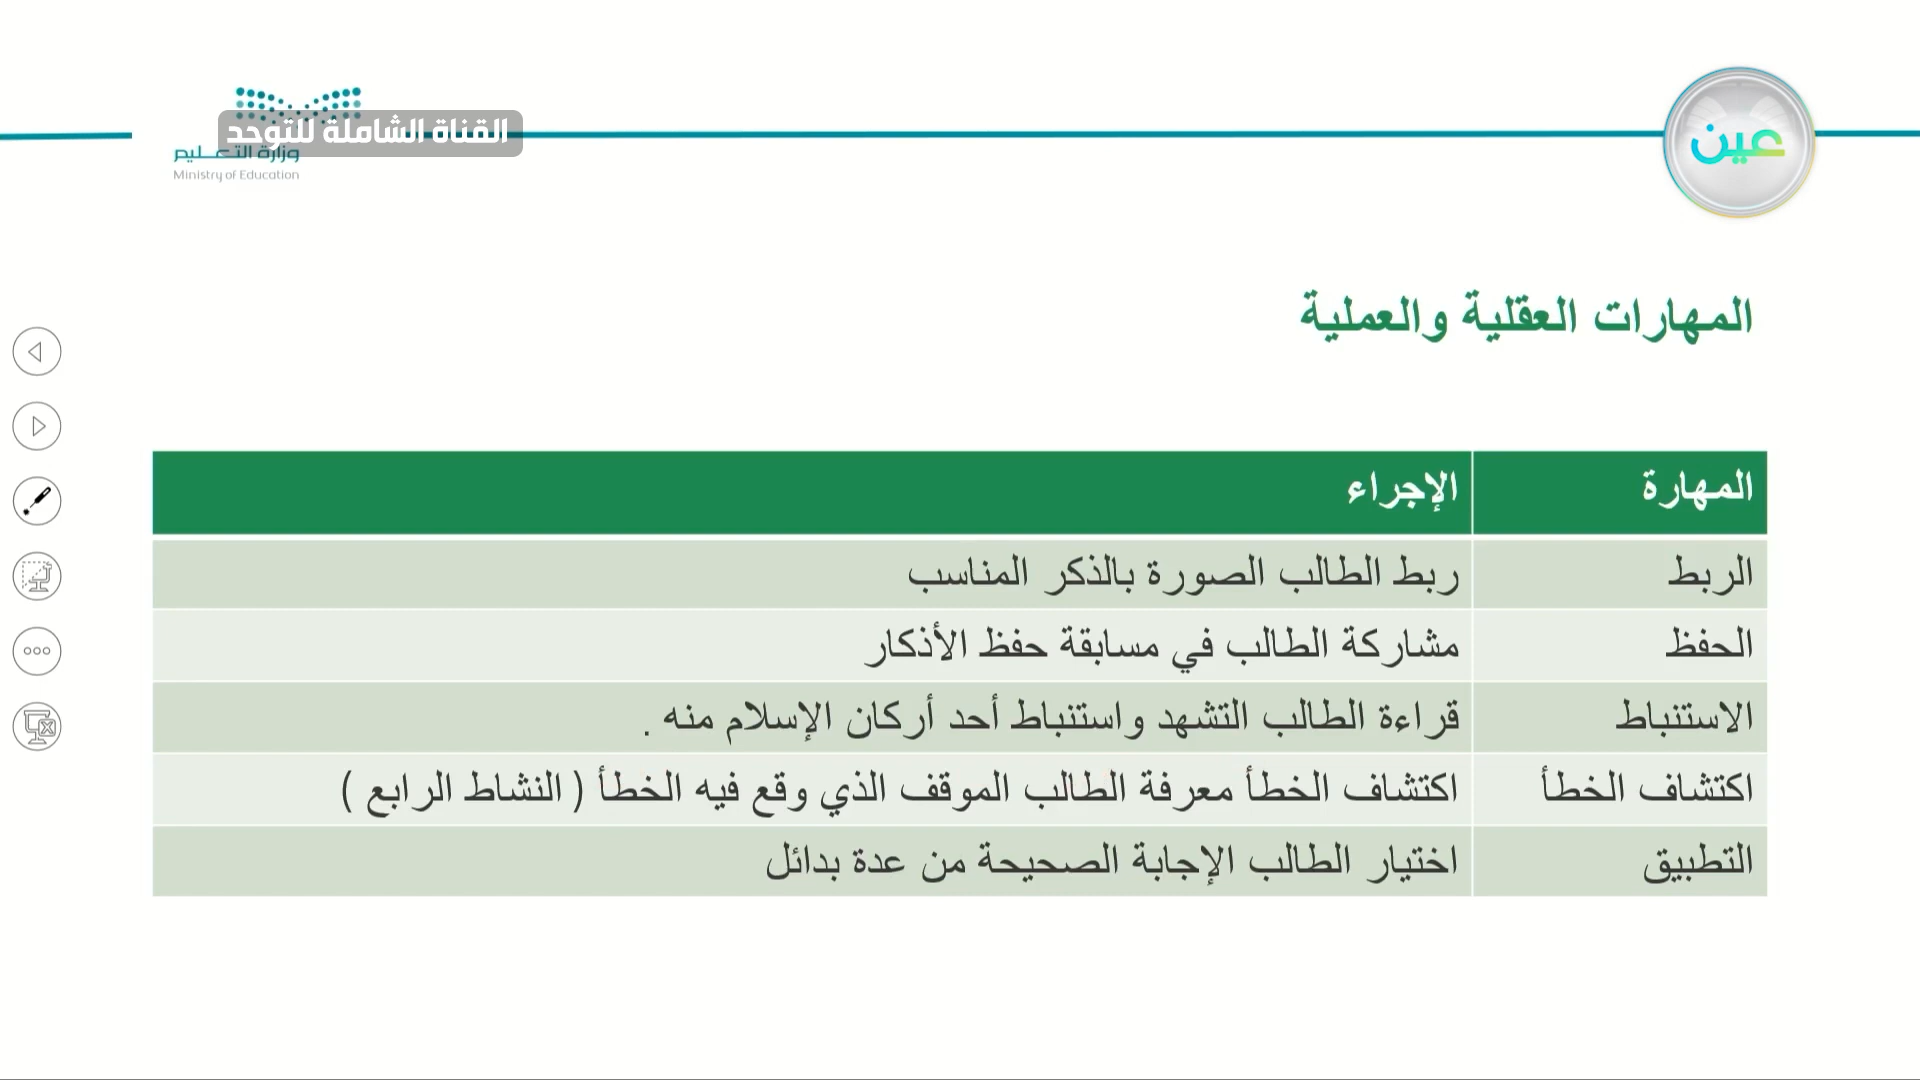 القناة الشاملة للتوحد
وزارة التعليم
Ministry of Education
عين
المهارات العقلية والعملية
المهارة الإجراء
الربط ربط الطالب الصورة بالذكر المناسب
الحفظ مشاركة الطالب في مسابقة حفظ الأذكار
الاستنباط قراءة الطالب التشهد واستنباط أحد أركان الإسلام منه .
اكتشاف الخطأ اكتشاف الخطأ معرفة الطالب الموقف الذي وقع فيه الخطأ ( النشاط الرابع )
التطبيق اختيار الطالب الإجابة الصحيحة من عدة بدائل